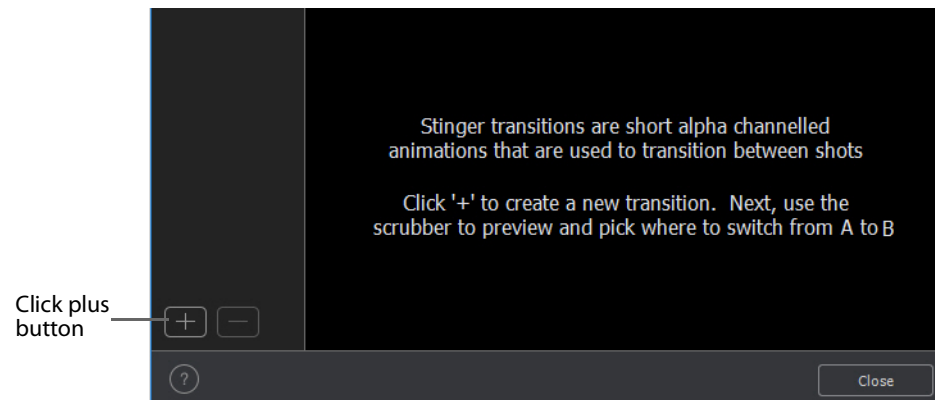 Stinger transitions are short alpha channelled
animations that are used to transition between shots
Click '+' to create a new transition.  Next, use the
scrubber to preview and pick where to switch from A to B
Click plus
button
?
Close